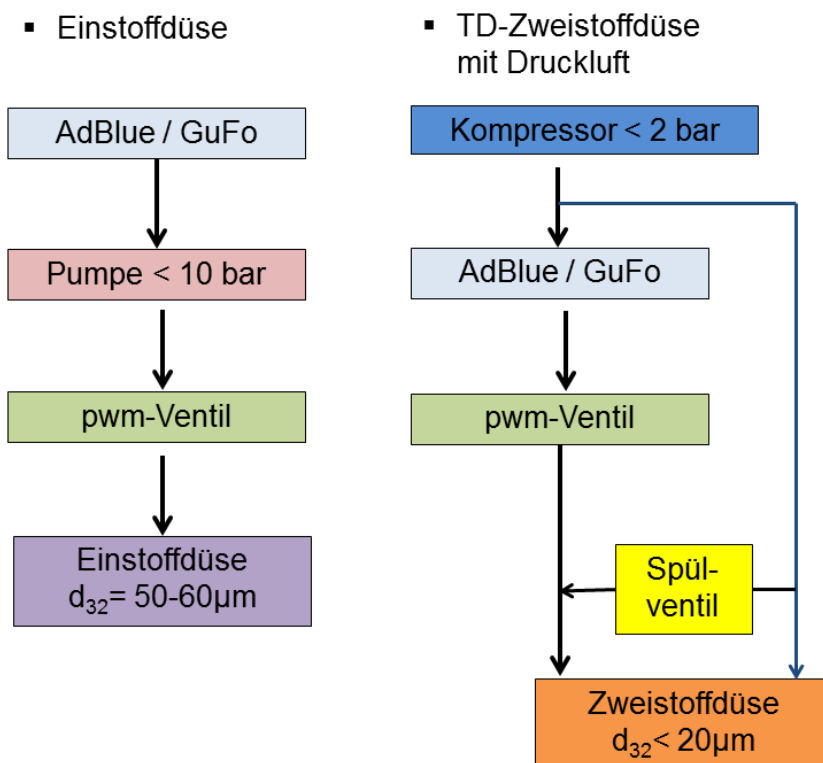 ▪ Einstoffdüse
AdBlue / GuFo
Pumpe < 10 bar
pwm-Ventil
Einstoffdüse
d₃₂= 50-60µm
▪ TD-Zweistoffdüse
mit Druckluft
Kompressor < 2 bar
AdBlue / GuFo
pwm-Ventil
Spül-
ventil
Zweistoffdüse
d₃₂< 20µm